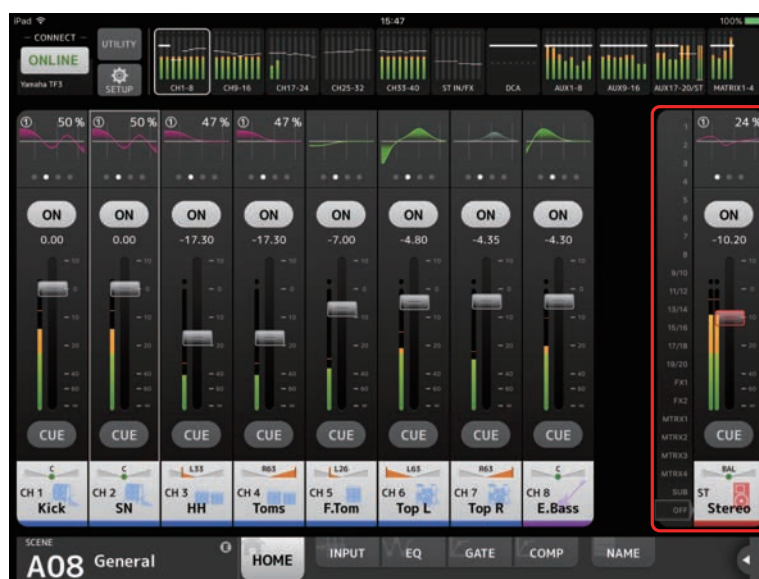 iPad 15:47 100%
CONNECT
ONLINE
Yamaha TF3
UTILITY
SETUP
CH1-8 CH9-16 CH17-24 CH25-32 CH33-40 ST IN/FX DCA AUX1-8 AUX9-16 AUX17-20/ST MATRIX1-4
① 50 % ① 50 % ① 47 % ① 47 % ① 24 %
ON ON ON ON ON ON ON ON ON
0.00 0.00 -17.30 -17.30 -7.00 -4.80 -4.35 -4.30 -10.20
1
2
3
4
5
6
7
8
9/10
11/12
13/14
15/16
17/18
19/20
FX1
FX2
MTRX1
MTRX2
MTRX3
MTRX4
SUB
OFF
CUE CUE CUE CUE CUE CUE CUE CUE CUE
C C L33 R63 L26 L63 R63 C BAL
CH 1 CH 2 CH 3 CH 4 CH 5 CH 6 CH 7 CH 8 ST
Kick SN HH Toms F.Tom Top L Top R E.Bass Stereo
SCENE
A08 General
HOME INPUT EQ GATE COMP NAME